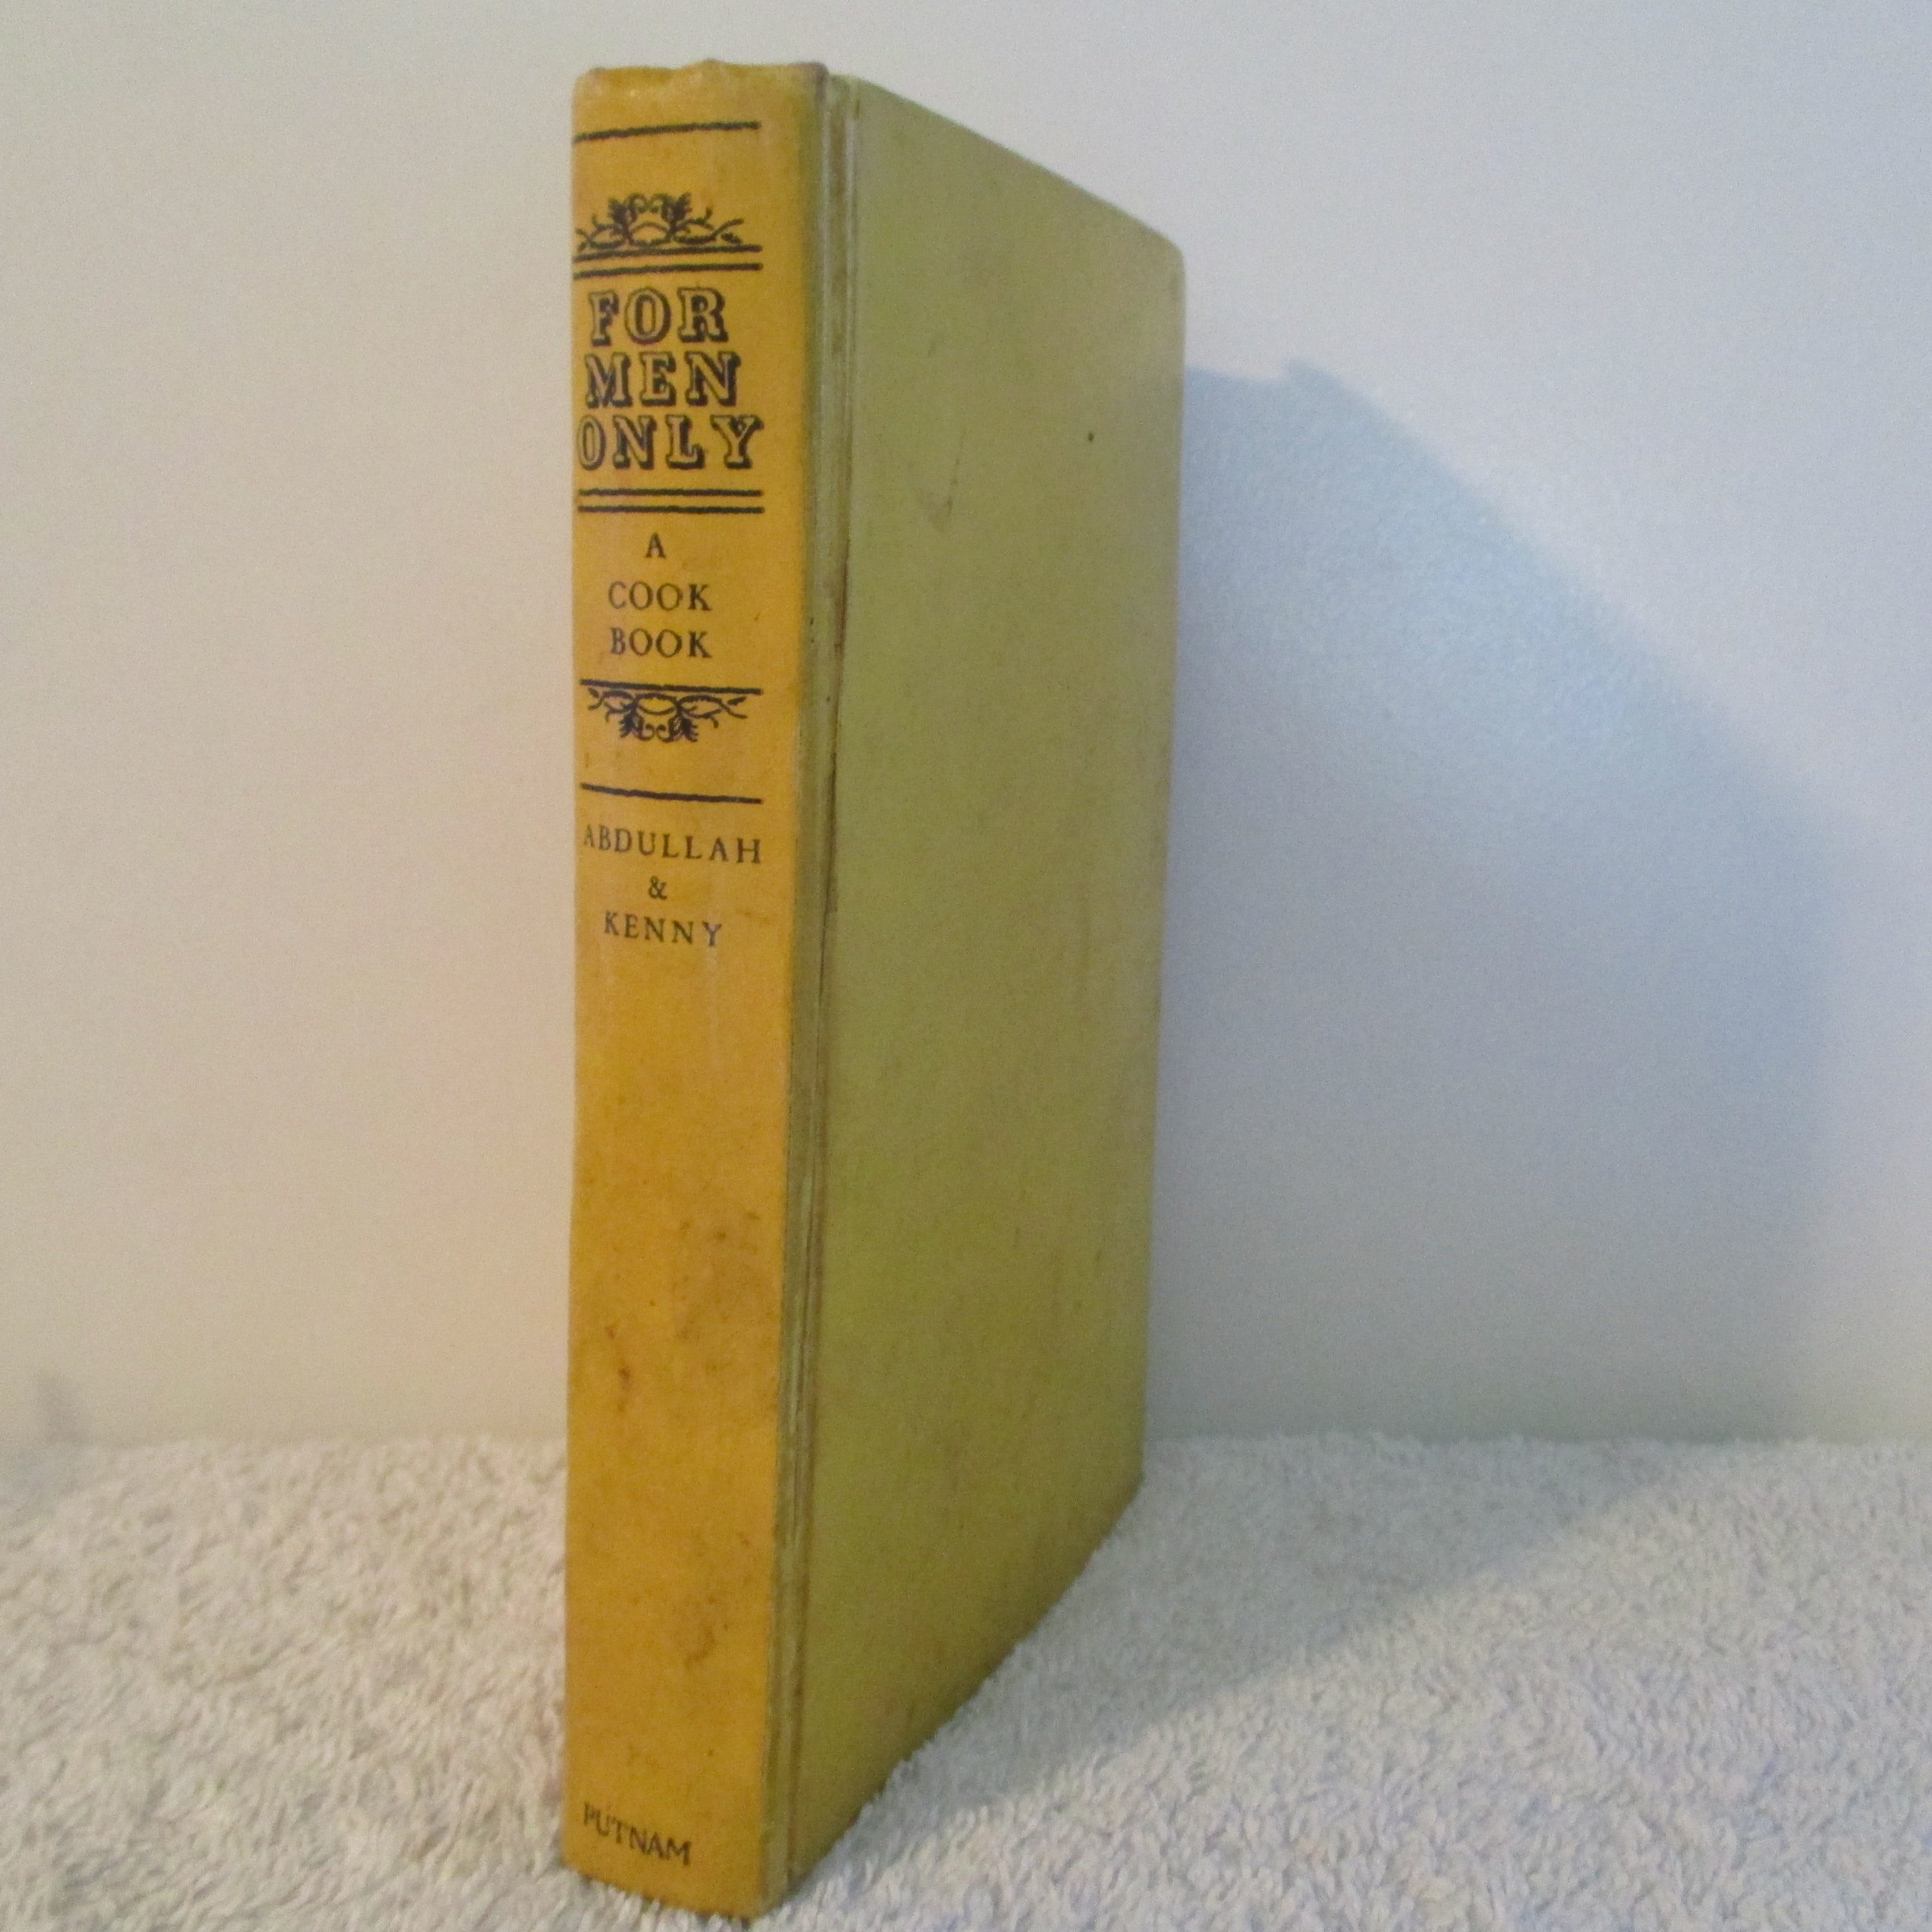 FOR
MEN
ONLY
A
COOK
BOOK
ABDULLAH
&
KENNY
PUTNAM